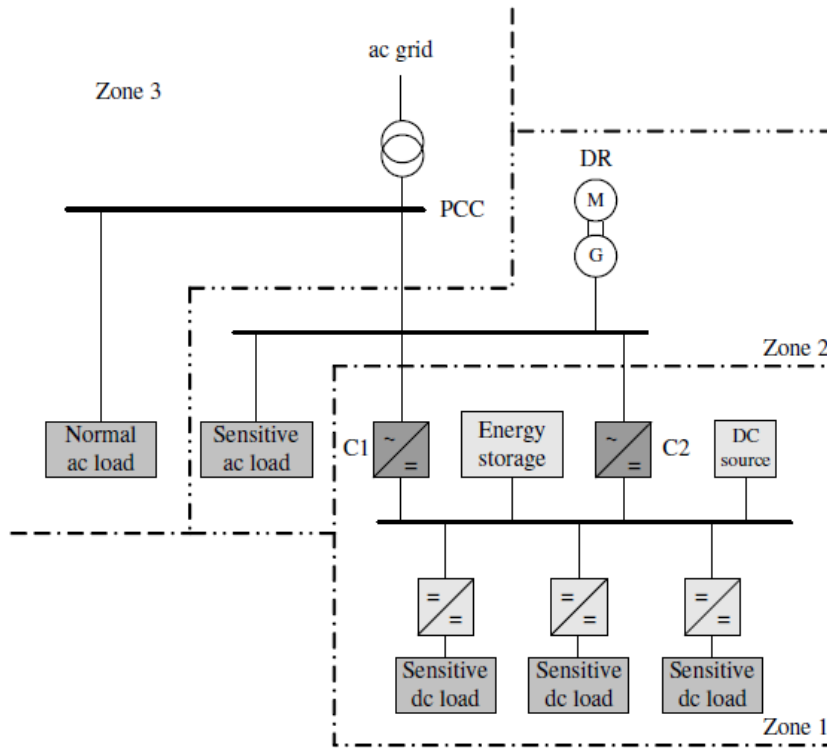 ac grid
Zone 3
DR
M
PCC
G
Zone 2
Normal
ac load
Sensitive
ac load
C1
~
=
Energy
storage
~
=
C2
DC
source
=
=
=
=
=
=
Sensitive
dc load
Sensitive
dc load
Sensitive
dc load
Zone 1